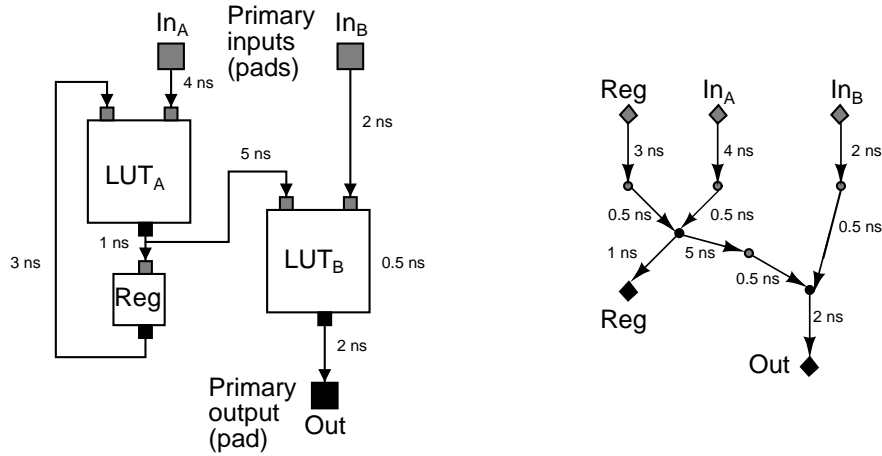 In_A
Primary
inputs
(pads)
In_B
4 ns
2 ns
5 ns
LUT_A
1 ns
3 ns
Reg
LUT_B
0.5 ns
2 ns
Primary
output
(pad)
Out
Reg
In_A
In_B
3 ns
4 ns
2 ns
0.5 ns
0.5 ns
0.5 ns
1 ns
5 ns
0.5 ns
Reg
2 ns
Out